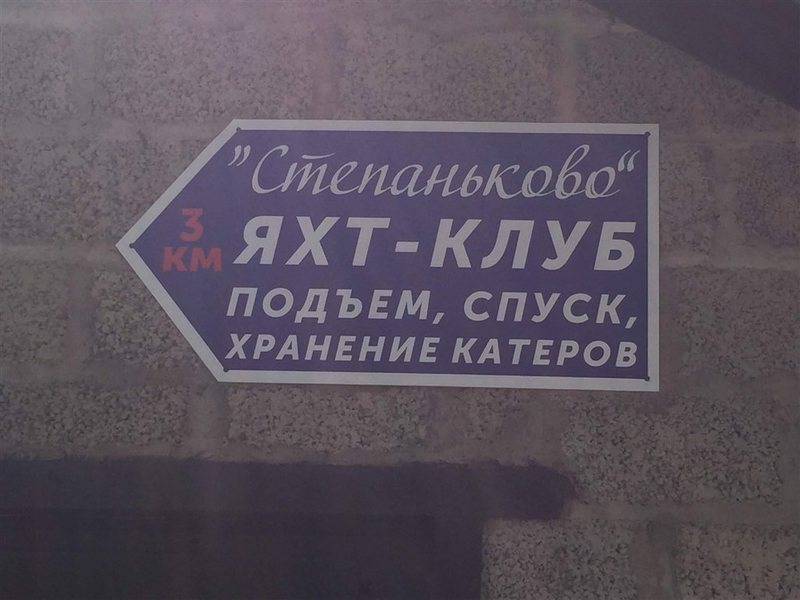 "Степаньково"
3 КМ
ЯХТ-КЛУБ
ПОДЪЕМ, СПУСК,
ХРАНЕНИЕ КАТЕРОВ